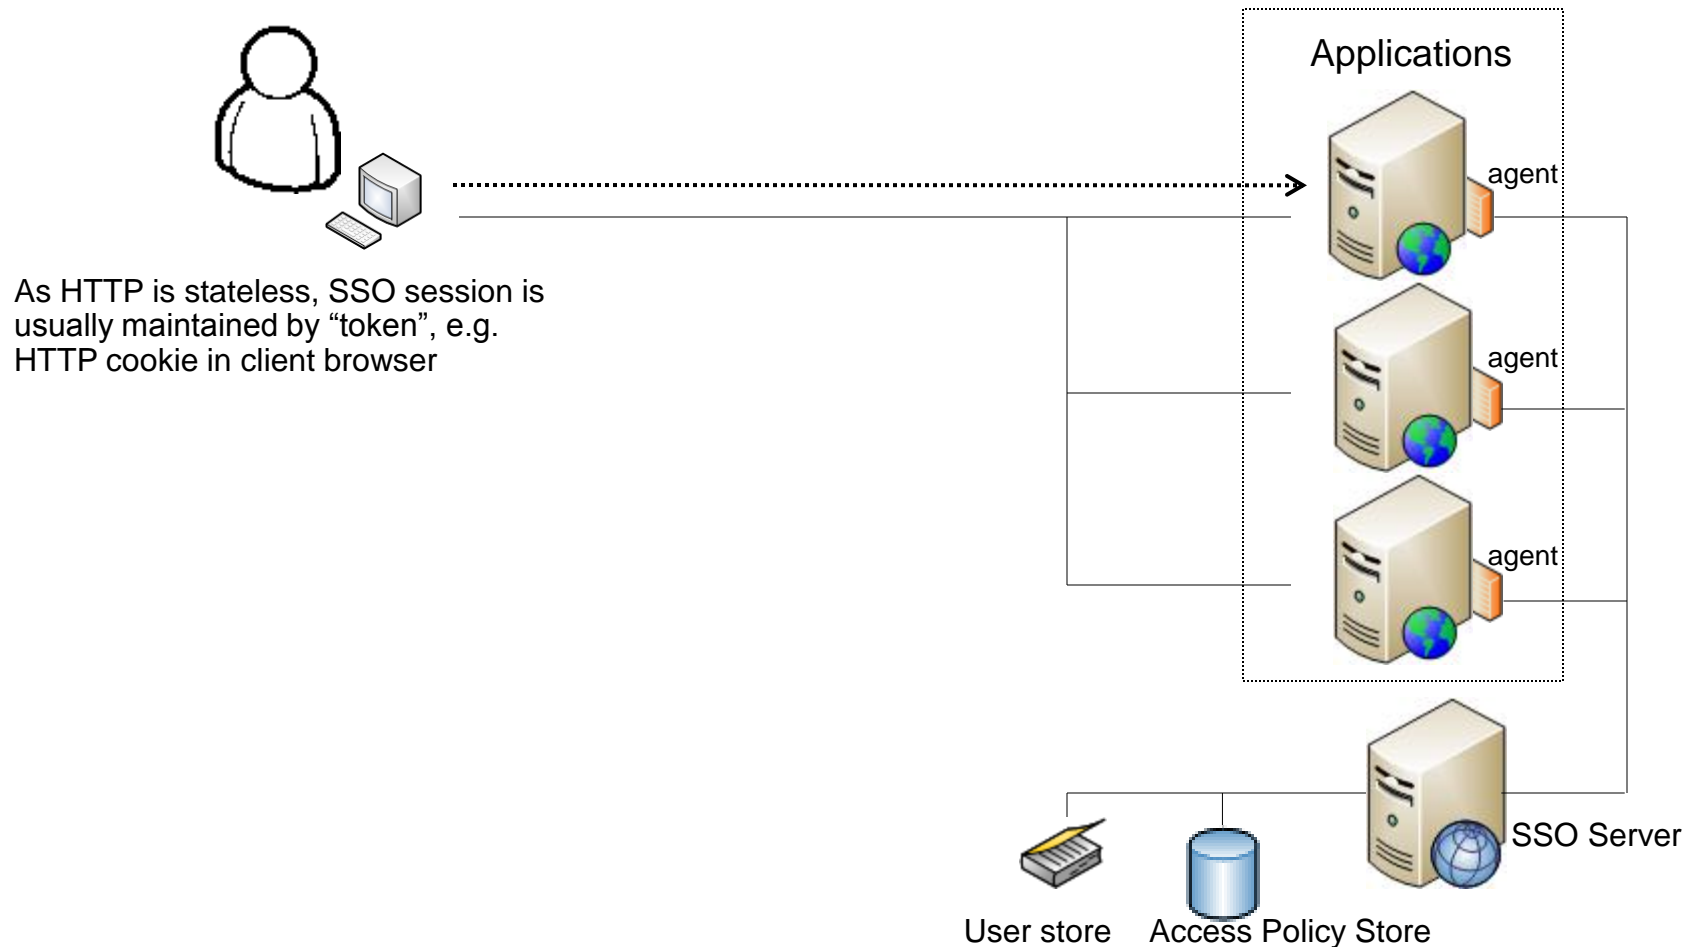 Applications
agent
As HTTP is stateless, SSO session is
usually maintained by “token”, e.g.
HTTP cookie in client browser
agent
agent
SSO Server
User store
Access Policy Store